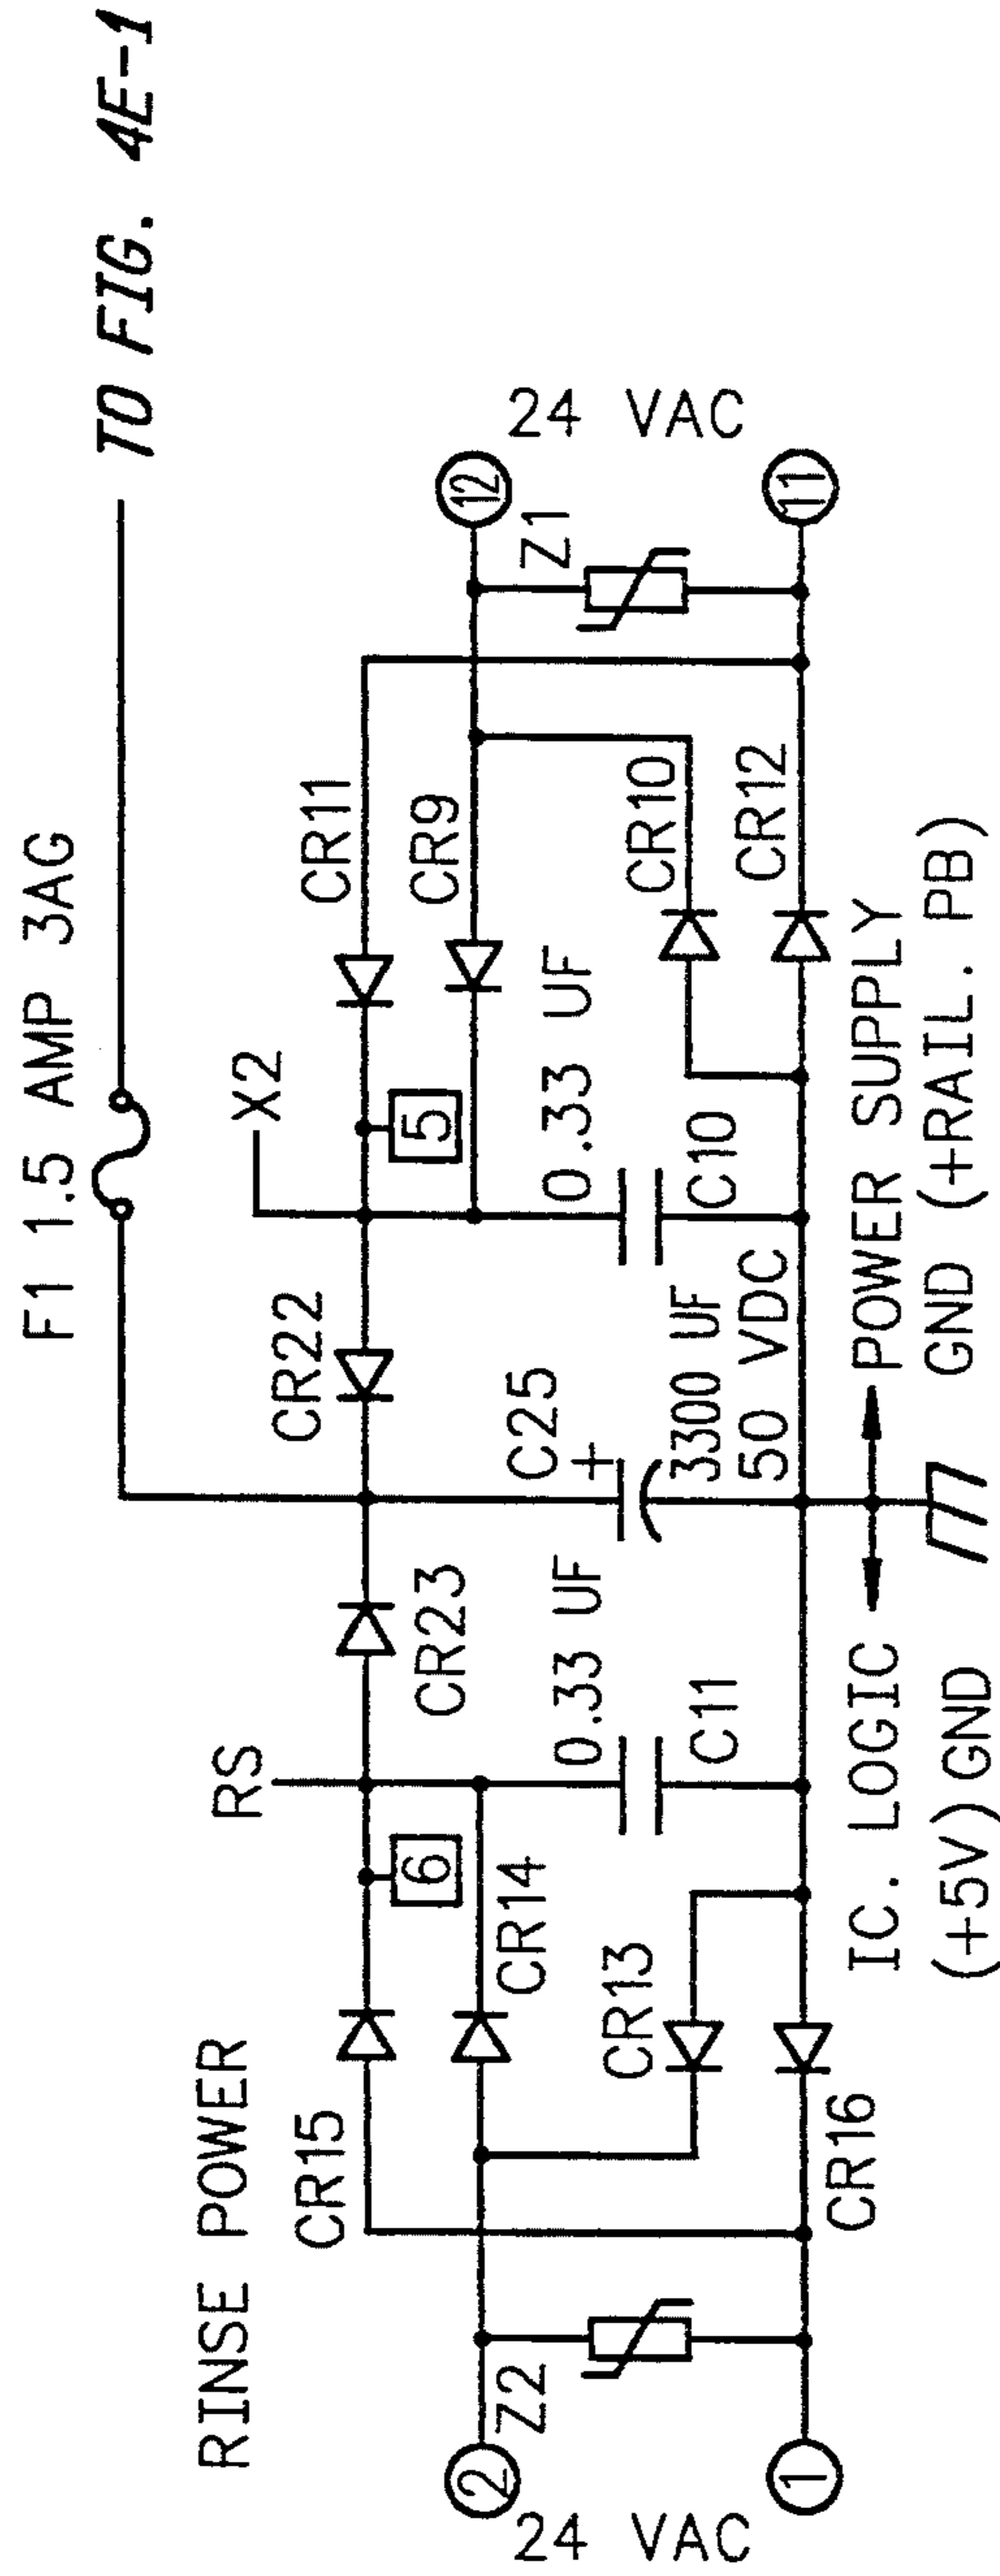 F1 1.5 AMP 3AG
TO FIG. 4E-1
RINSE POWER
RS
X2
CR15
6
CR23
CR22
5
CR11
CR14
CR9
2
Z2
24 VAC
1
CR13
CR16
0.33 UF
C11
C25
+
3300 UF
50 VDC
0.33 UF
C10
CR10
CR12
Z1
12
24 VAC
11
IC. LOGIC
(+5V) GND
POWER SUPPLY
GND (+RAIL. PB)